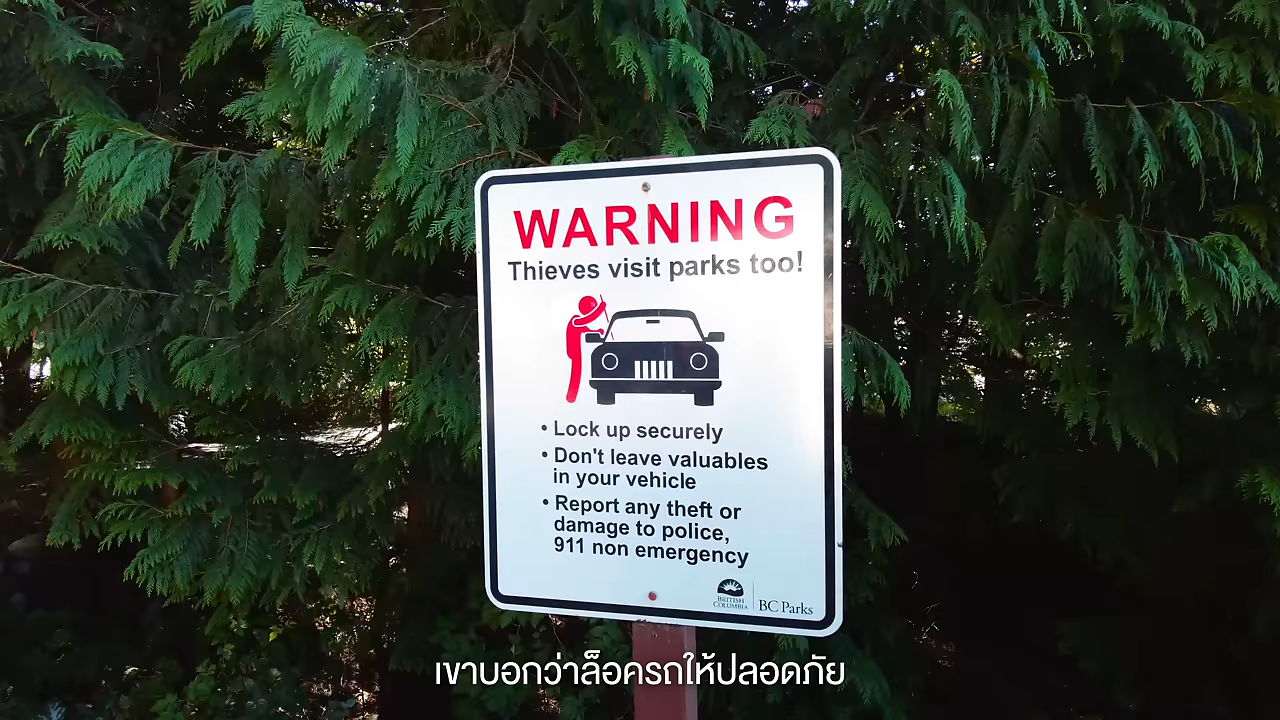 WARNING
Thieves visit parks too!
• Lock up securely
• Don't leave valuables
in your vehicle
• Report any theft or
damage to police,
911 non emergency
BRITISH
COLUMBIA
BC Parks
เขาบอกว่าล็อครถให้ปลอดภัย